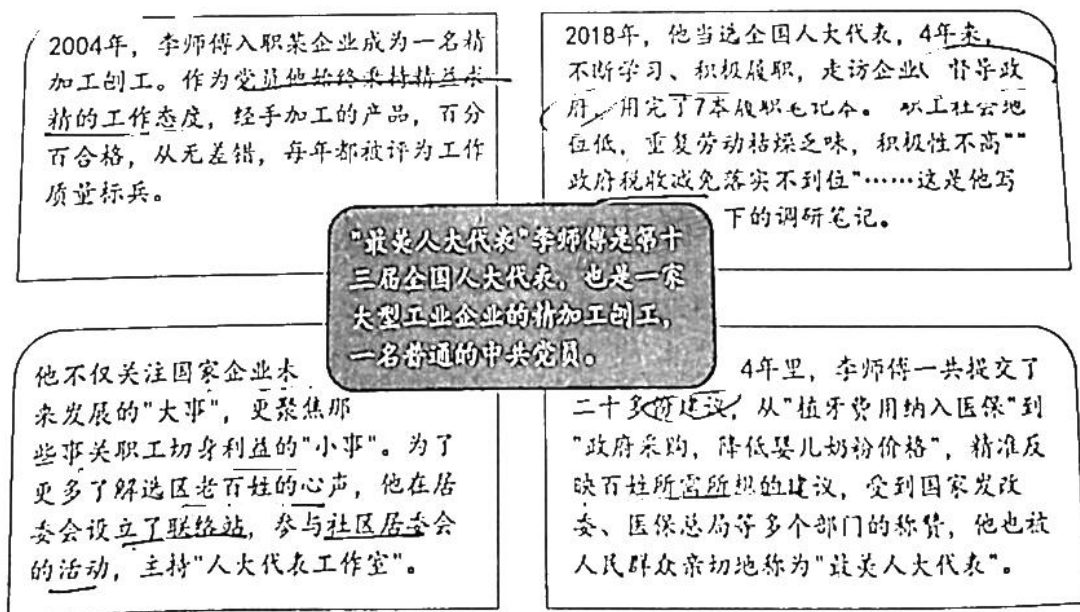 2004年，李师傅入职某企业成为一名精
加工刨工。作为党员他始终秉持精益求
精的工作态度，经手加工的产品，百分
百合格，从无差错，每年都被评为工作
质量标兵。
2018年，他当选全国人大代表，4年来，
不断学习、积极履职，走访企业、督导政
府，用完了7本履职笔记本。"职工社会地
位低，重复劳动枯燥乏味，积极性不高""
政府税收减免落实不到位"……这是他写
下的调研笔记。
"最美人大代表"李师傅是第十
三届全国人大代表，也是一家
大型工业企业的精加工刨工，
一名普通的中共党员。
他不仅关注国家企业未
来发展的"大事"，更聚焦那
些事关职工切身利益的"小事"。为了
更多了解选区老百姓的心声，他在居
委会设立了联络站，参与社区居委会
的活动，主持"人大代表工作室"。
4年里，李师傅一共提交了
二十多份建议，从"植牙费用纳入医保"到
"政府采购，降低婴儿奶粉价格"，精准反
映百姓所需所想的建议，受到国家发改
委、医保总局等多个部门的称赞，他也被
人民群众亲切地称为"最美人大代表"。